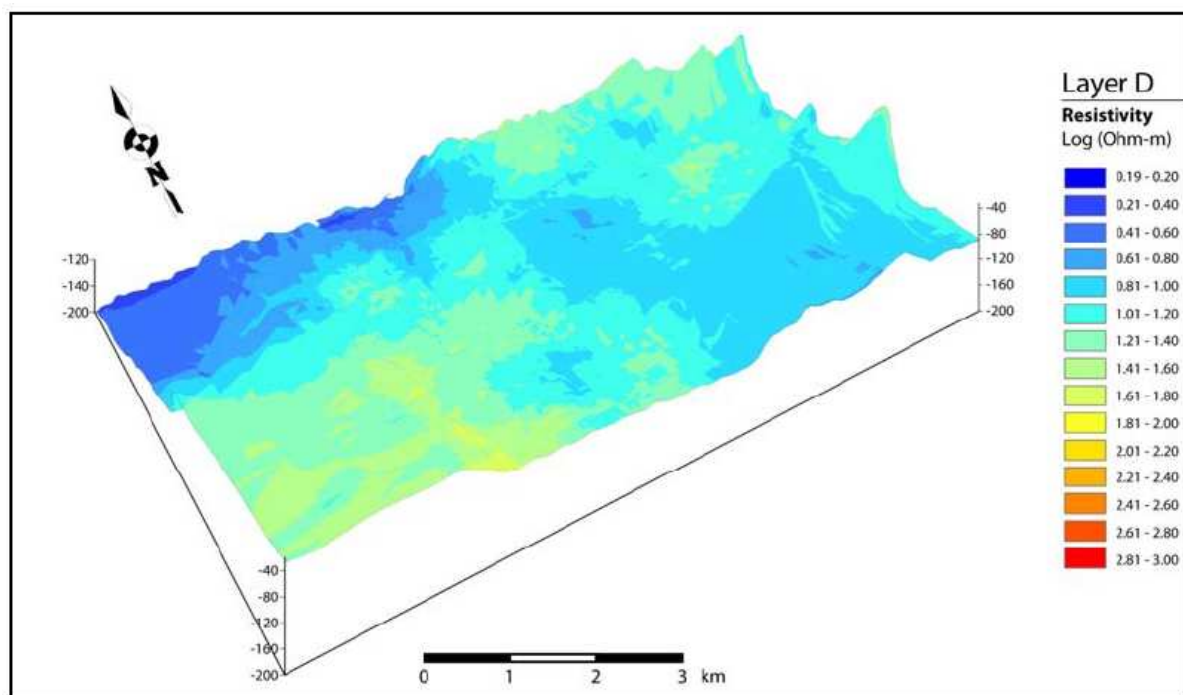 N
Layer D
Resistivity
Log (Ohm-m)
0.19 - 0.20
0.21 - 0.40
0.41 - 0.60
0.61 - 0.80
0.81 - 1.00
1.01 - 1.20
1.21 - 1.40
1.41 - 1.60
1.61 - 1.80
1.81 - 2.00
2.01 - 2.20
2.21 - 2.40
2.41 - 2.60
2.61 - 2.80
2.81 - 3.00
-120
-140
-200
-40
-80
-120
-160
-200
-40
-80
-120
-160
-200
0 1 2 3 km